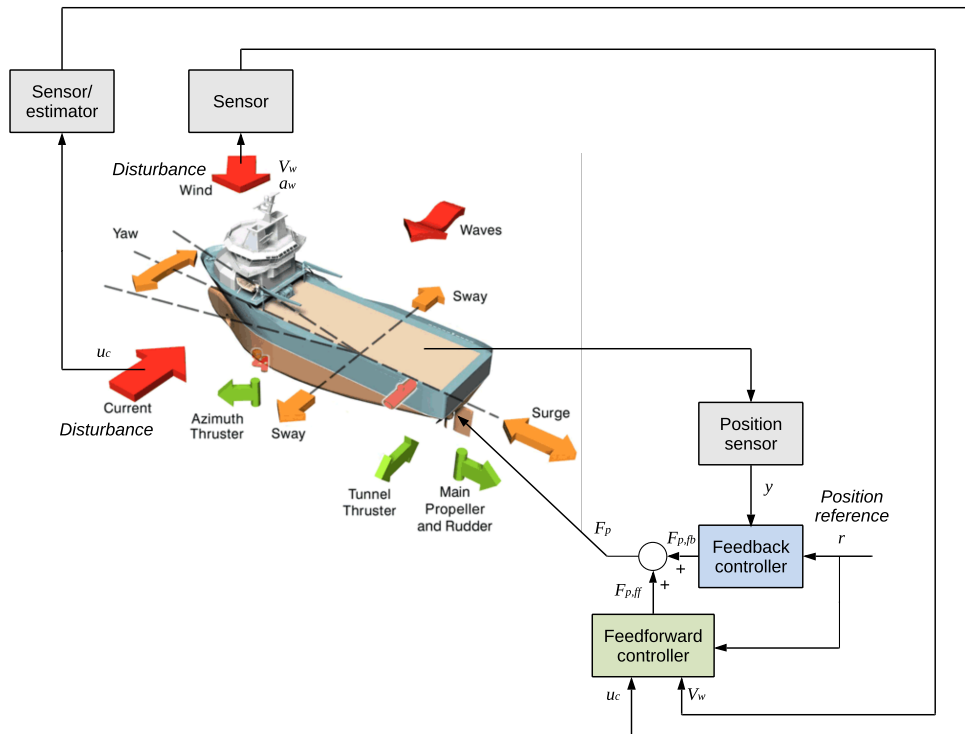 Sensor/
estimator
Sensor
Disturbance
Wind
Vw
aw
Waves
Yaw
Sway
uc
Current
Disturbance
Azimuth
Thruster
Sway
Surge
Position
sensor
Tunnel
Thruster
Main
Propeller
and Rudder
y
Position
reference
r
Fp
Fp,fb
Feedback
controller
+
+
Fp,ff
Feedforward
controller
uc
Vw